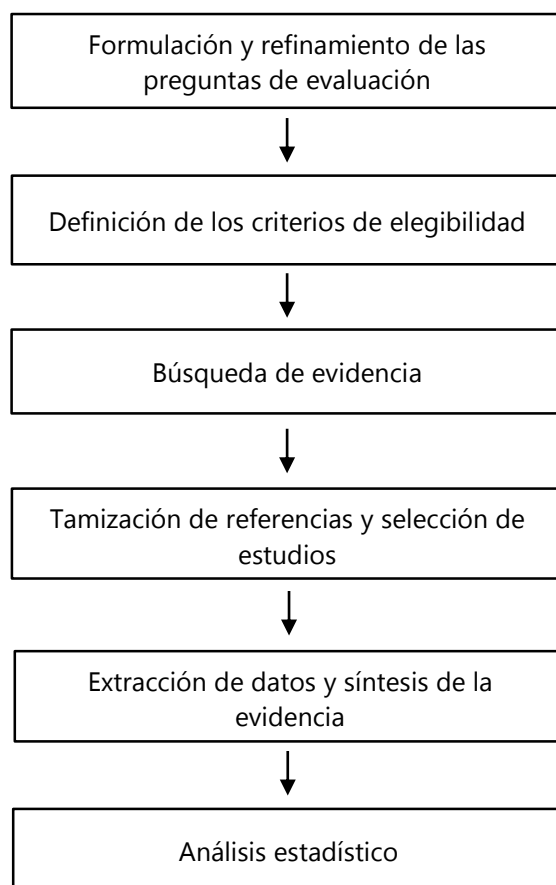 Formulación y refinamiento de las
preguntas de evaluación
Definición de los criterios de elegibilidad
Búsqueda de evidencia
Tamización de referencias y selección de
estudios
Extracción de datos y síntesis de la
evidencia
Análisis estadístico